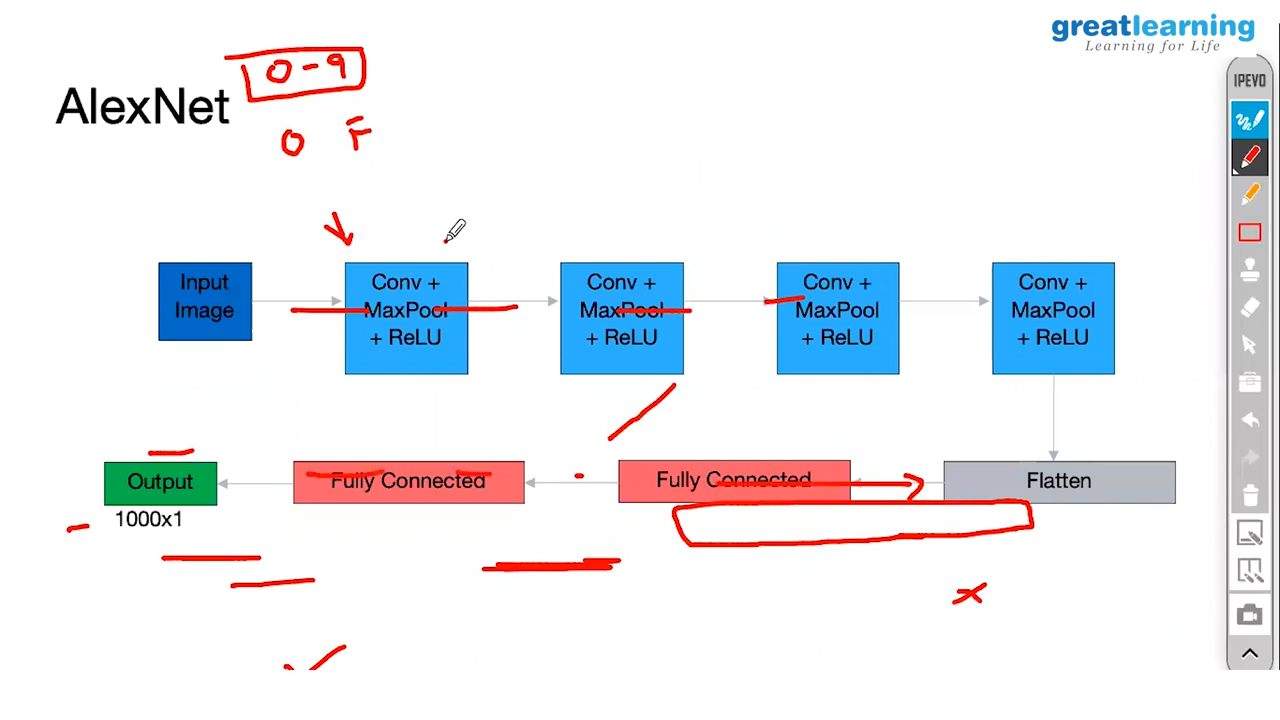 greatlearning
Learning for Life
IPEVO
0-9
AlexNet
0 F
Input
Image
Conv +
MaxPool
+ ReLU
Conv +
MaxPool
+ ReLU
Conv +
MaxPool
+ ReLU
Conv +
MaxPool
+ ReLU
Output
Fully Connected
Fully Connected
Flatten
1000x1
x